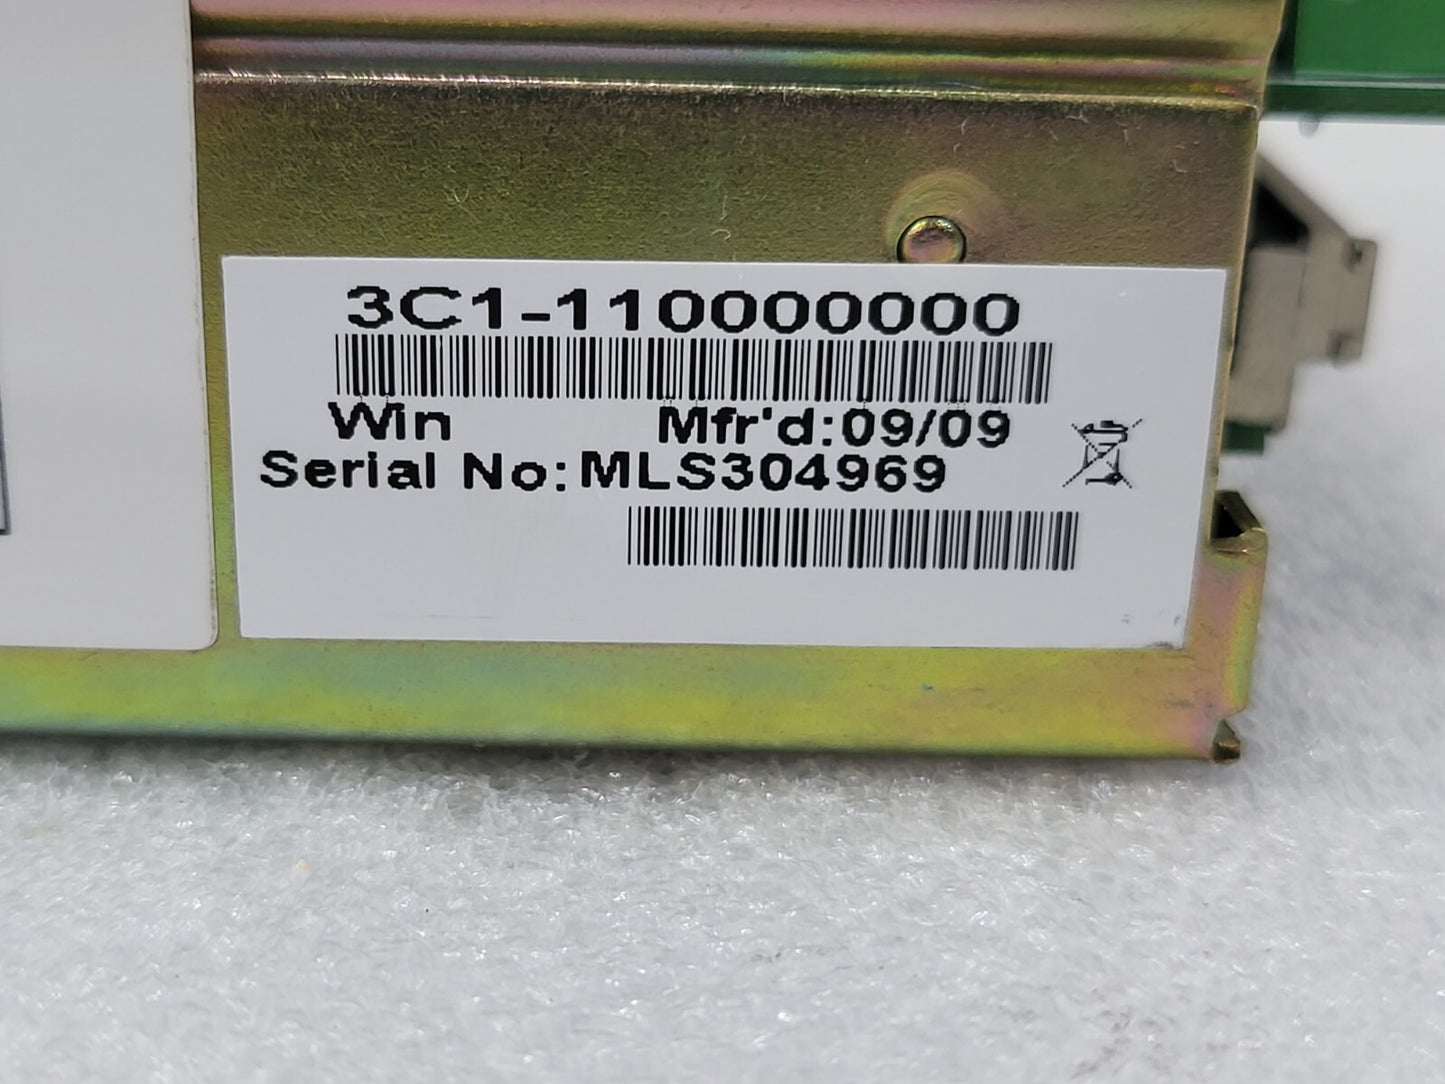 3C1-110000000
Win Mfr'd:09/09
Serial No:MLS304969